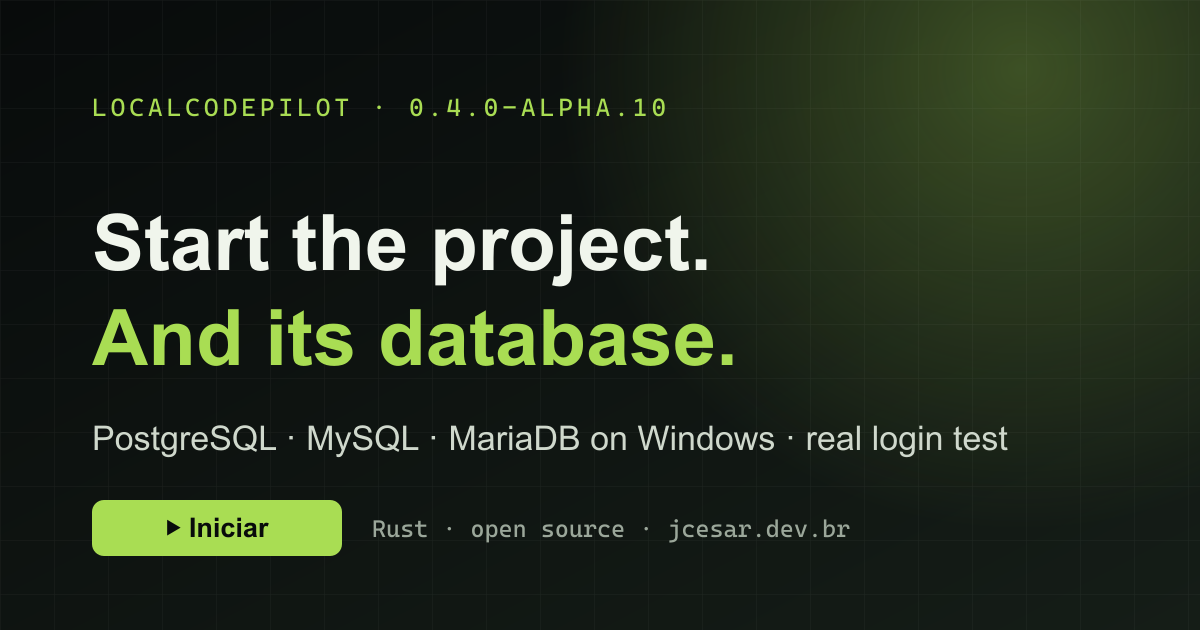 LOCALCODEPILOT · 0.4.0-ALPHA.10
Start the project.
And its database.
PostgreSQL · MySQL · MariaDB on Windows · real login test
▶ Iniciar
Rust · open source · jcesar.dev.br